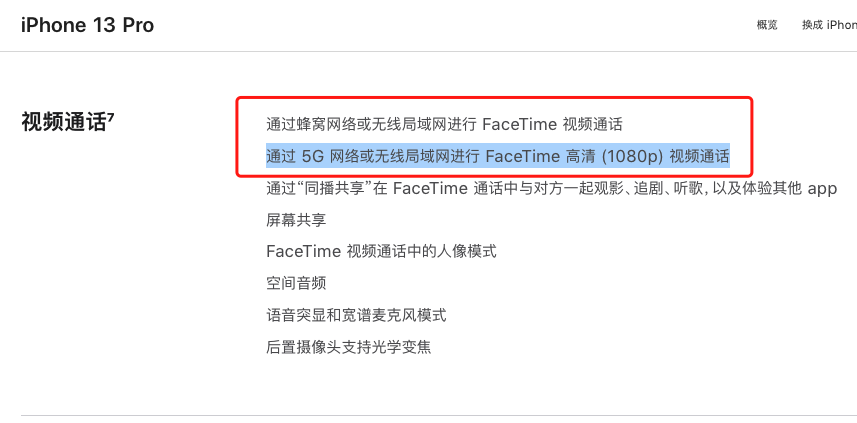 iPhone 13 Pro
概览
换成 iPhon
视频通话⁷
通过蜂窝网络或无线局域网进行 FaceTime 视频通话
通过 5G 网络或无线局域网进行 FaceTime 高清 (1080p) 视频通话
通过“同播共享”在 FaceTime 通话中与对方一起观影、追剧、听歌，以及体验其他 app
屏幕共享
FaceTime 视频通话中的人像模式
空间音频
语音突显和宽谱麦克风模式
后置摄像头支持光学变焦